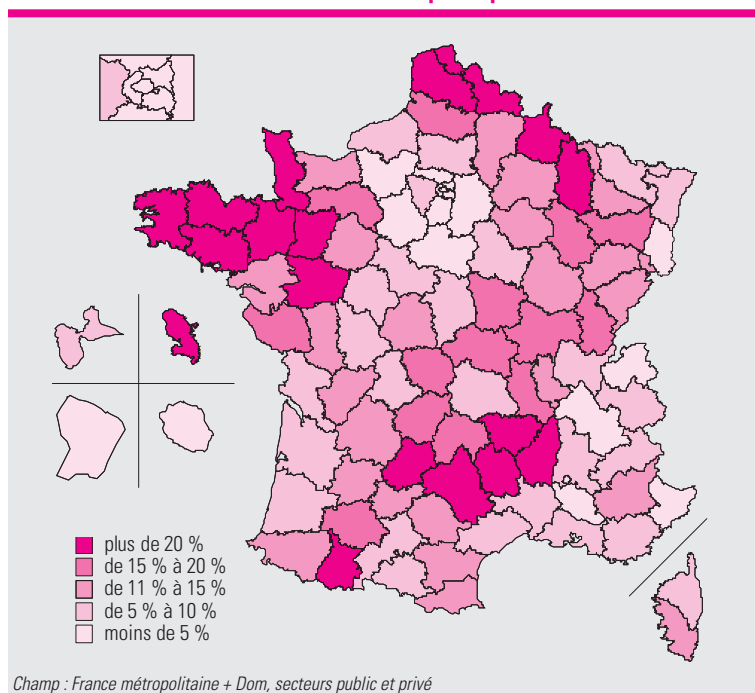 plus de 20 %
de 15 % à 20 %
de 11 % à 15 %
de 5 % à 10 %
moins de 5 %
Champ : France métropolitaine + Dom, secteurs public et privé